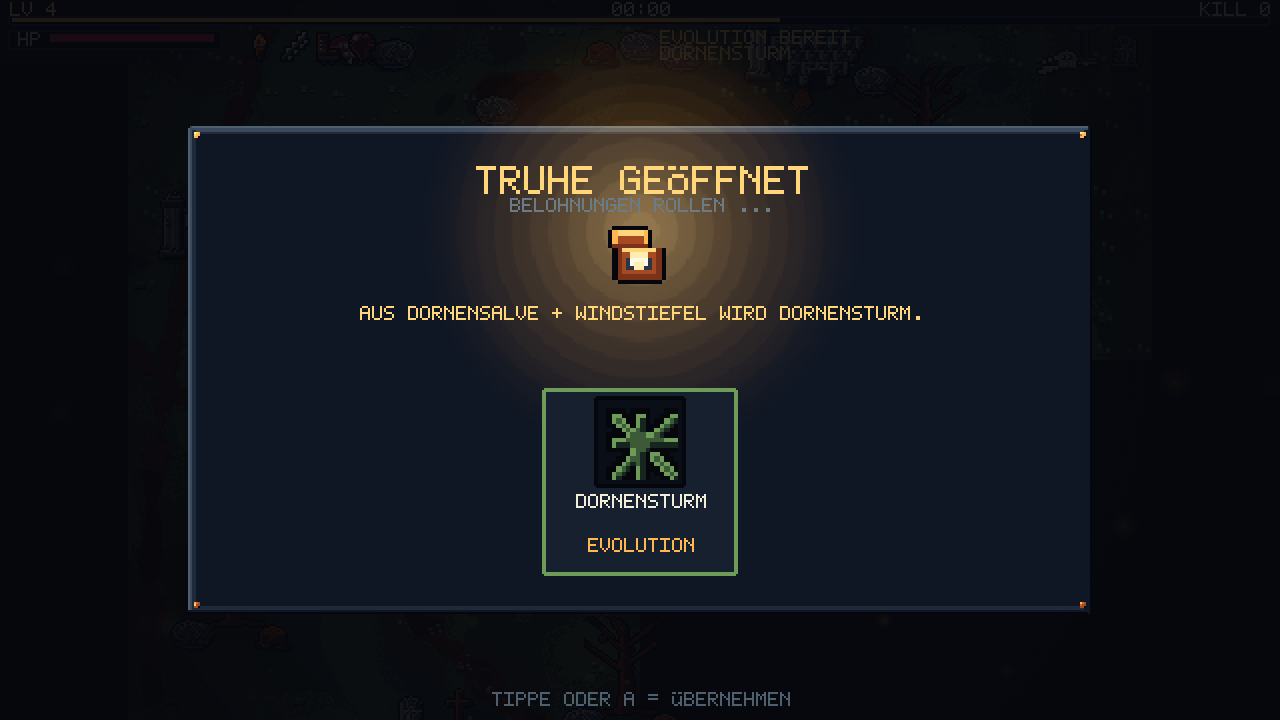 LV 4
00:00
KILL 0
HP
EVOLUTION BEREIT
DORNENSTURM
TRUHE GEöFFNET
BELOHNUNGEN ROLLEN ...
AUS DORNENSALVE + WINDSTIEFEL WIRD DORNENSTURM.
DORNENSTURM
EVOLUTION
TIPPE ODER A = üBERNEHMEN